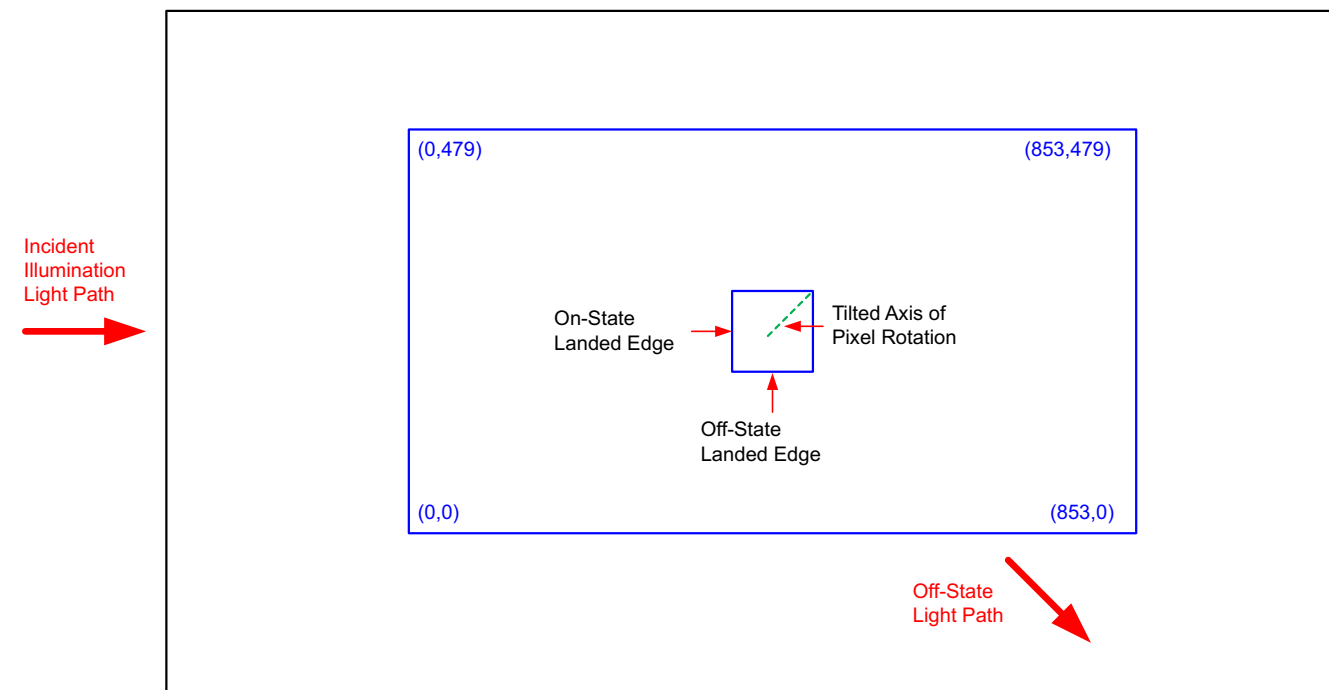 (0,479)
(853,479)
Incident
Illumination
Light Path
On-State
Landed Edge
Tilted Axis of
Pixel Rotation
Off-State
Landed Edge
(0,0)
(853,0)
Off-State
Light Path